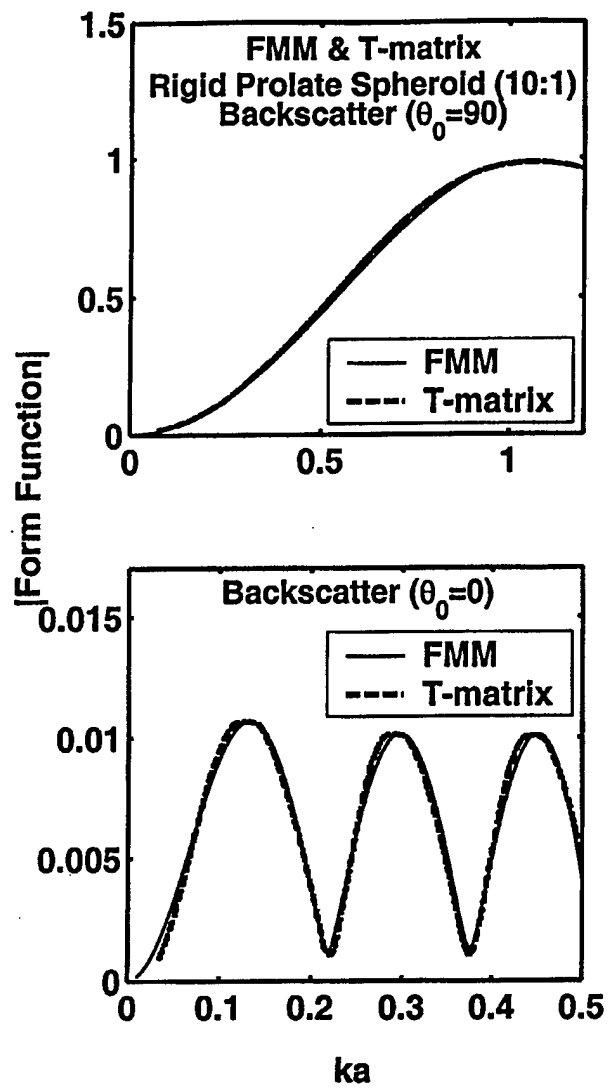 1.5
FMM & T-matrix
Rigid Prolate Spheroid (10:1)
Backscatter (θ₀=90)
1
0.5
FMM
T-matrix
0
0
0.5
1
|Form Function|
Backscatter (θ₀=0)
0.015
FMM
T-matrix
0.01
0.005
0
0
0.1
0.2
0.3
0.4
0.5
ka